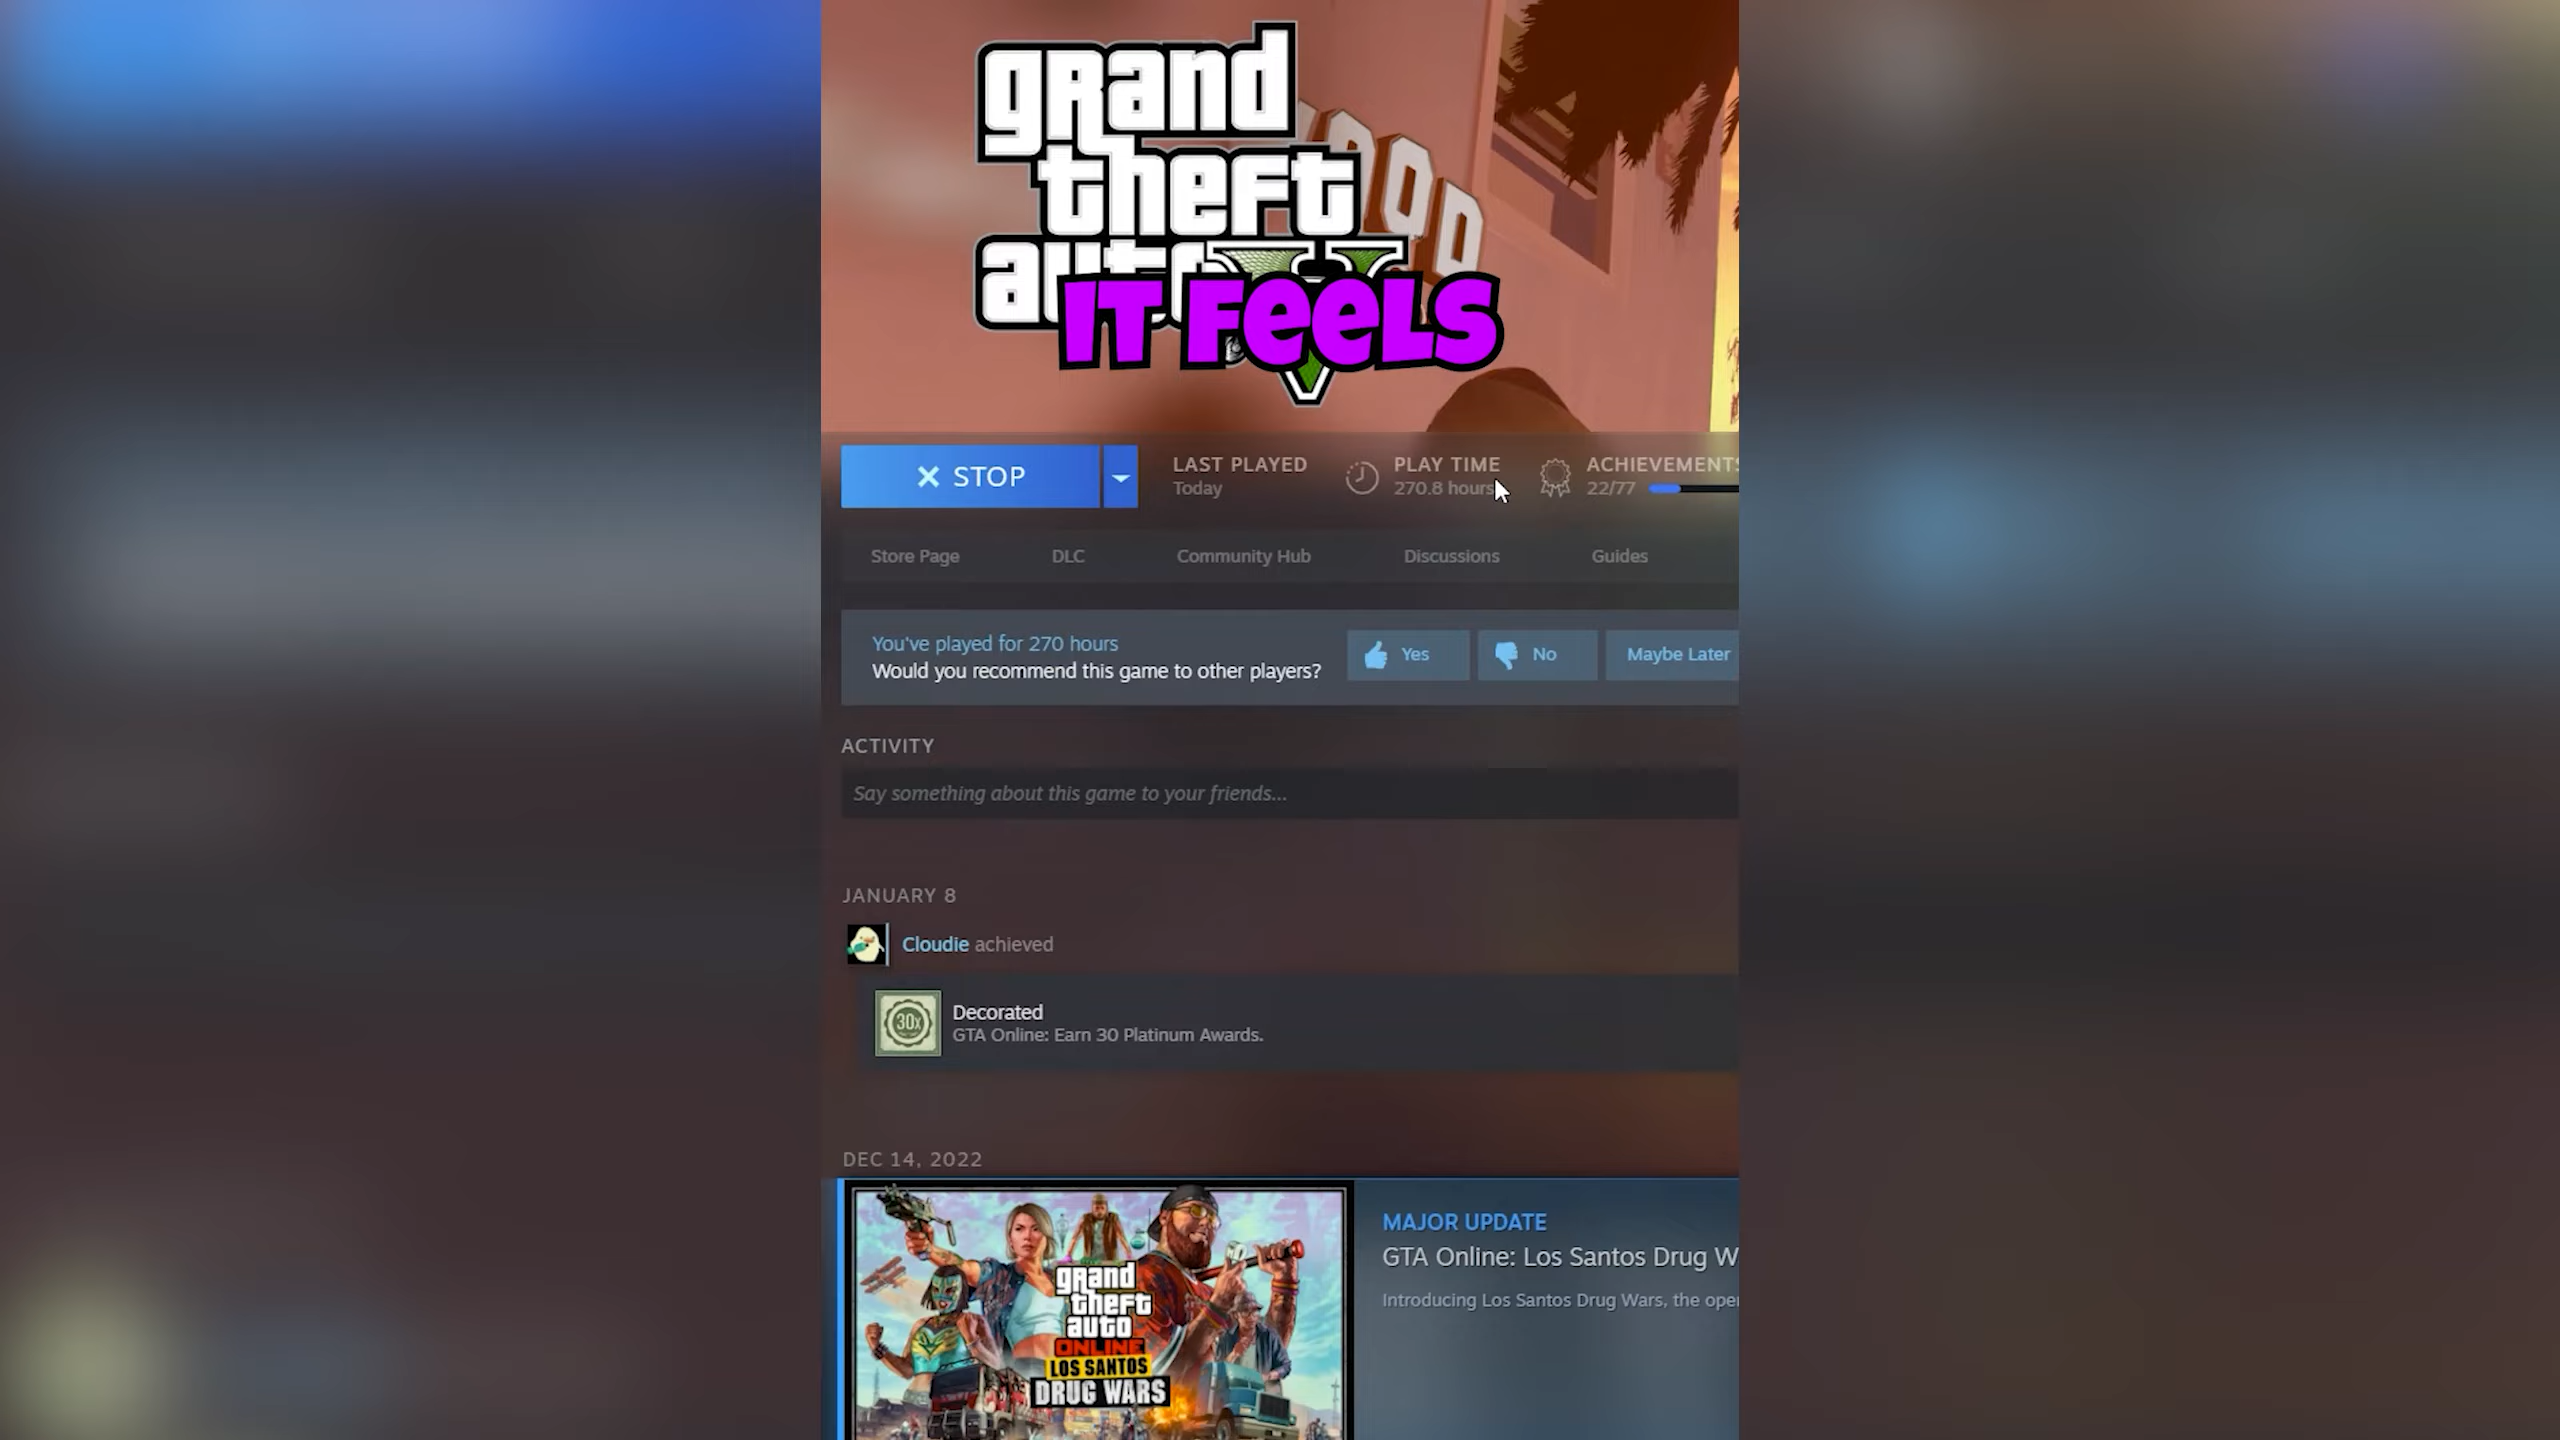 grand
theft
auto V
IT FEELS
STOP
LAST PLAYED
Today
PLAY TIME
270.8 hours
ACHIEVEMENTS
22/77
Store Page
DLC
Community Hub
Discussions
Guides
You've played for 270 hours
Would you recommend this game to other players?
Yes
No
Maybe Later
ACTIVITY
Say something about this game to your friends...
JANUARY 8
Cloudie achieved
30x
Decorated
GTA Online: Earn 30 Platinum Awards.
DEC 14, 2022
grand
theft
auto
ONLINE
LOS SANTOS
DRUG WARS
MAJOR UPDATE
GTA Online: Los Santos Drug W
Introducing Los Santos Drug Wars, the